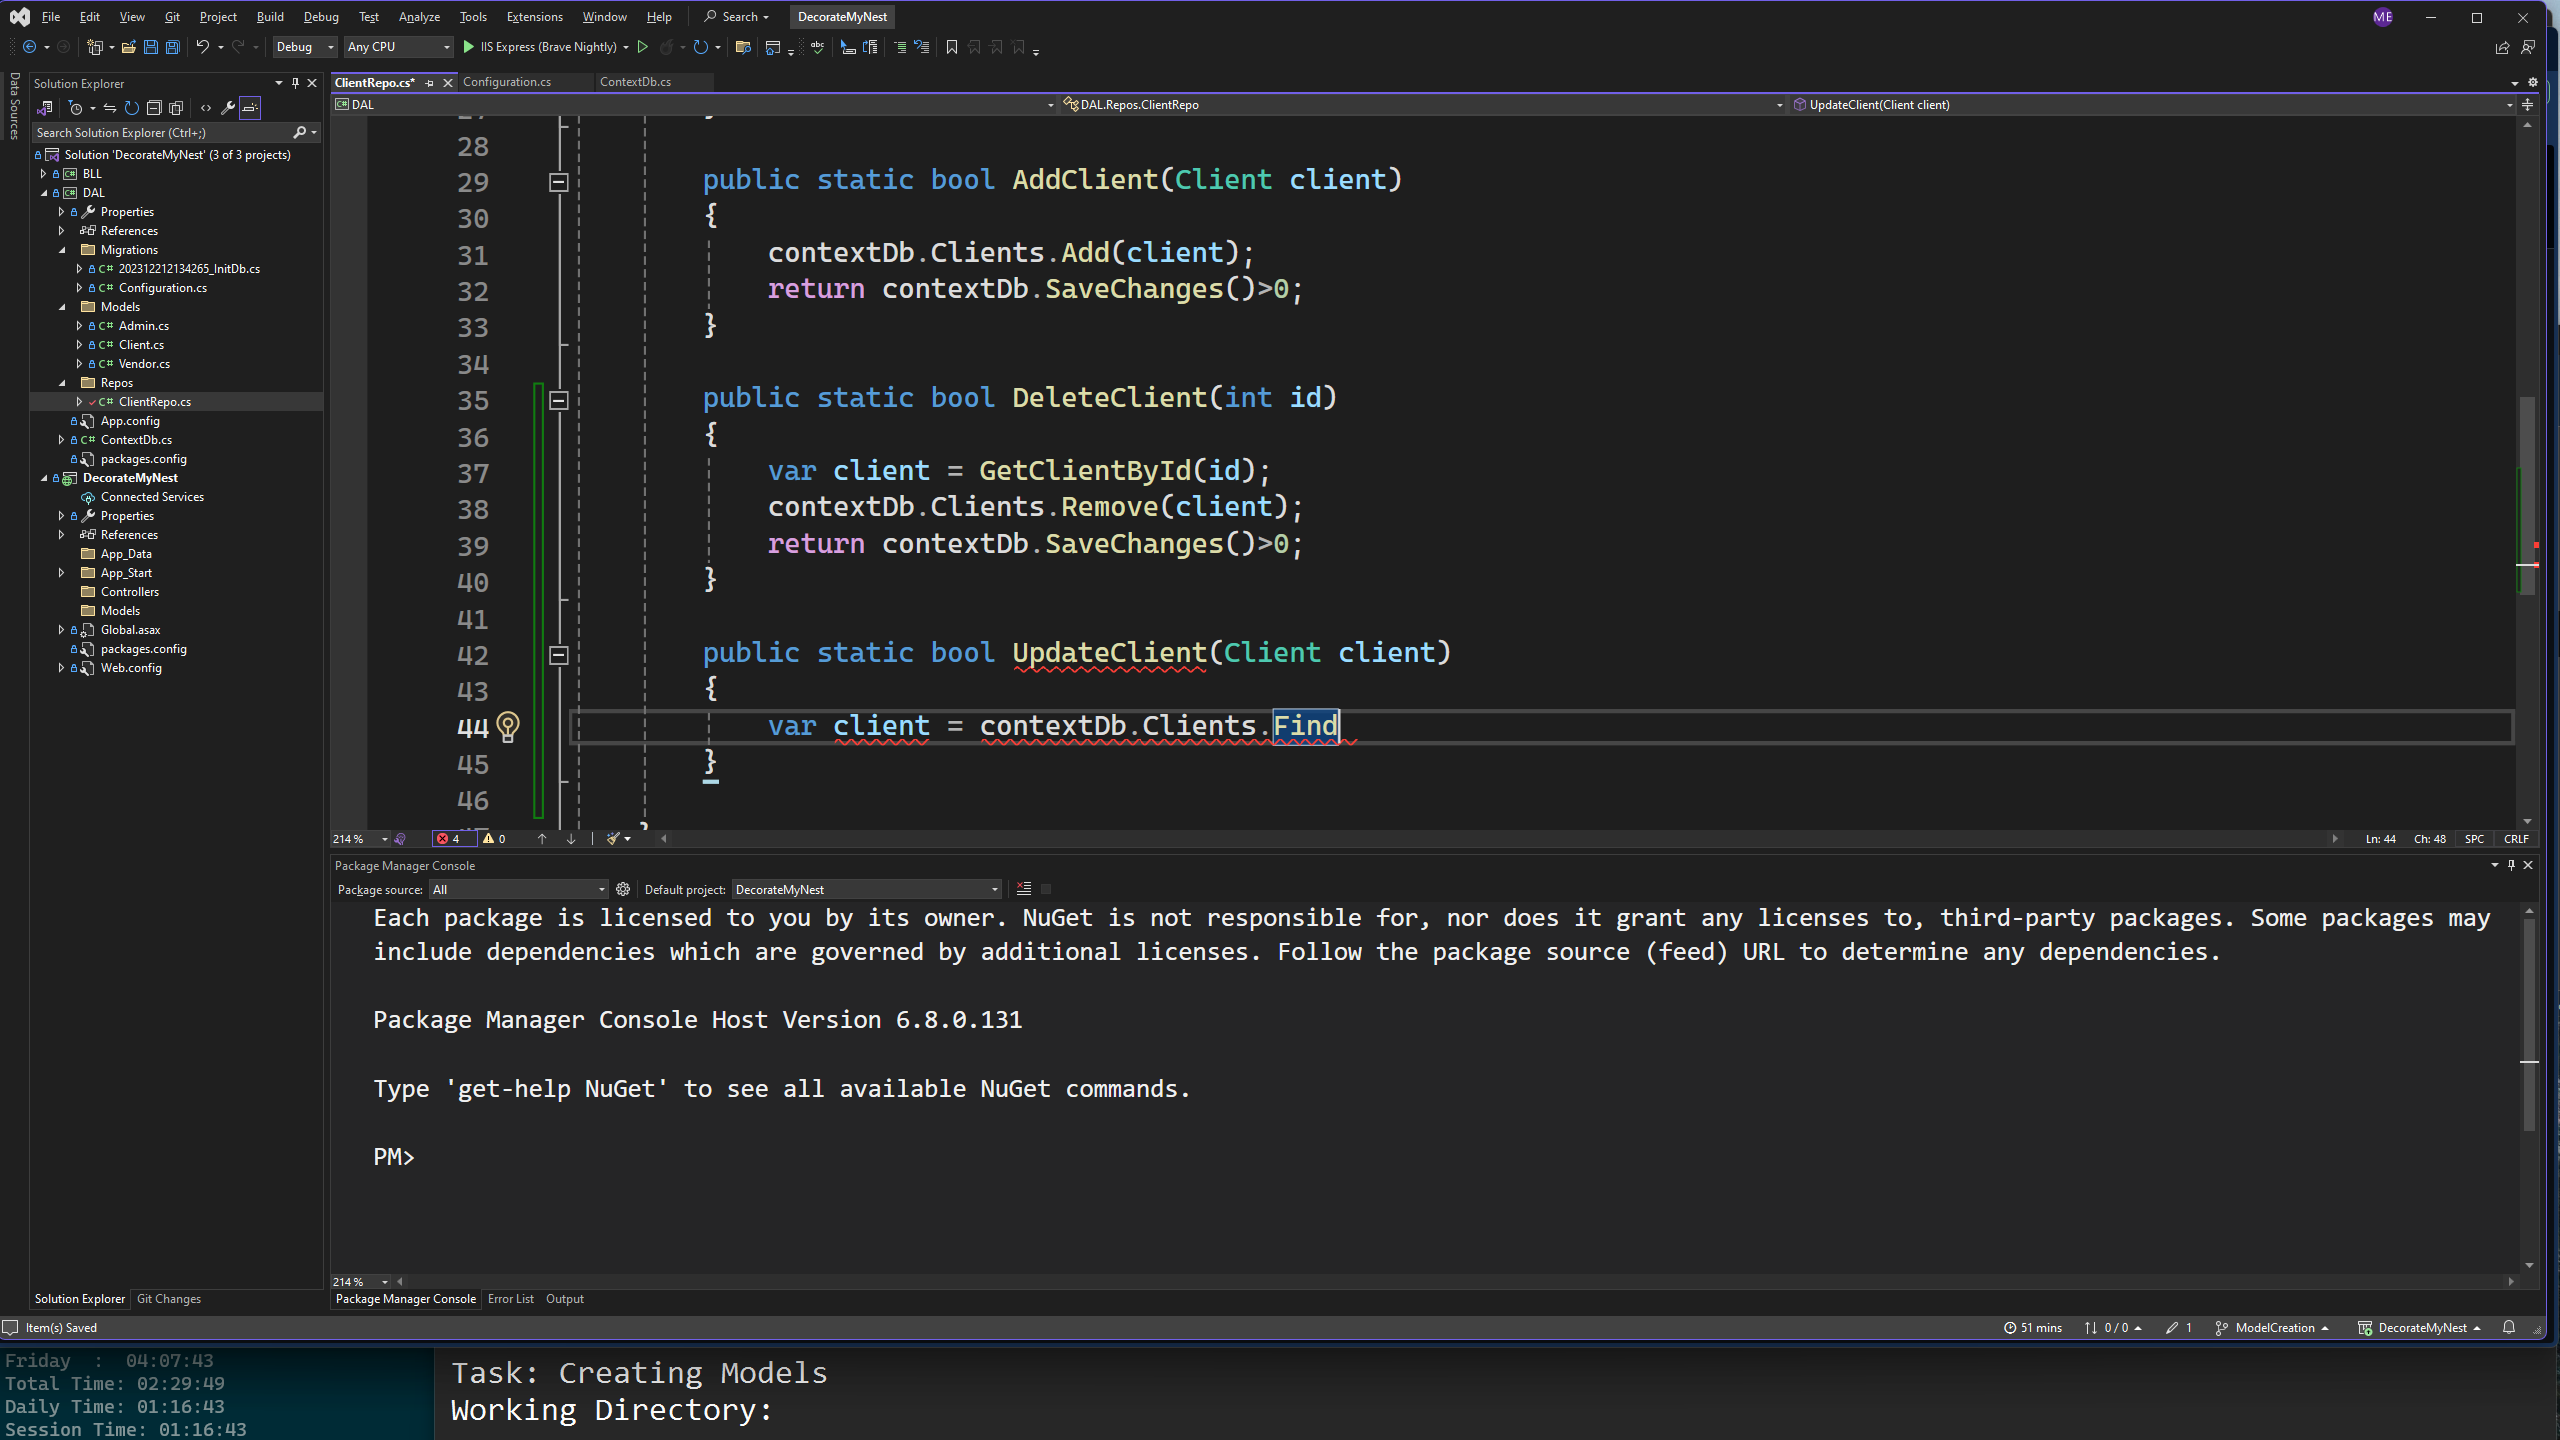 File Edit View Git Project Build Debug Test Analyze Tools Extensions Window Help Search DecorateMyNest ME
Debug Any CPU IIS Express (Brave Nightly)
Data Sources
Solution Explorer
Search Solution Explorer (Ctrl+;)
Solution 'DecorateMyNest' (3 of 3 projects)
BLL
DAL
Properties
References
Migrations
202312212134265_InitDb.cs
Configuration.cs
Models
Admin.cs
Client.cs
Vendor.cs
Repos
ClientRepo.cs
App.config
ContextDb.cs
packages.config
DecorateMyNest
Connected Services
Properties
References
App_Data
App_Start
Controllers
Models
Global.asax
packages.config
Web.config
Solution Explorer Git Changes
ClientRepo.cs* Configuration.cs ContextDb.cs
DAL DAL.Repos.ClientRepo UpdateClient(Client client)
28
29 public static bool AddClient(Client client)
30 {
31 contextDb.Clients.Add(client);
32 return contextDb.SaveChanges()>0;
33 }
34
35 public static bool DeleteClient(int id)
36 {
37 var client = GetClientById(id);
38 contextDb.Clients.Remove(client);
39 return contextDb.SaveChanges()>0;
40 }
41
42 public static bool UpdateClient(Client client)
43 {
44 var client = contextDb.Clients.Find
45 }
46
214 % 4 0 Ln: 44 Ch: 48 SPC CRLF
Package Manager Console
Package source: All Default project: DecorateMyNest
Each package is licensed to you by its owner. NuGet is not responsible for, nor does it grant any licenses to, third-party packages. Some packages may
include dependencies which are governed by additional licenses. Follow the package source (feed) URL to determine any dependencies.
Package Manager Console Host Version 6.8.0.131
Type 'get-help NuGet' to see all available NuGet commands.
PM>
214 %
Package Manager Console Error List Output
Item(s) Saved 51 mins 0 / 0 1 ModelCreation DecorateMyNest
Friday : 04:07:43
Total Time: 02:29:49
Daily Time: 01:16:43
Session Time: 01:16:43
Task: Creating Models
Working Directory: